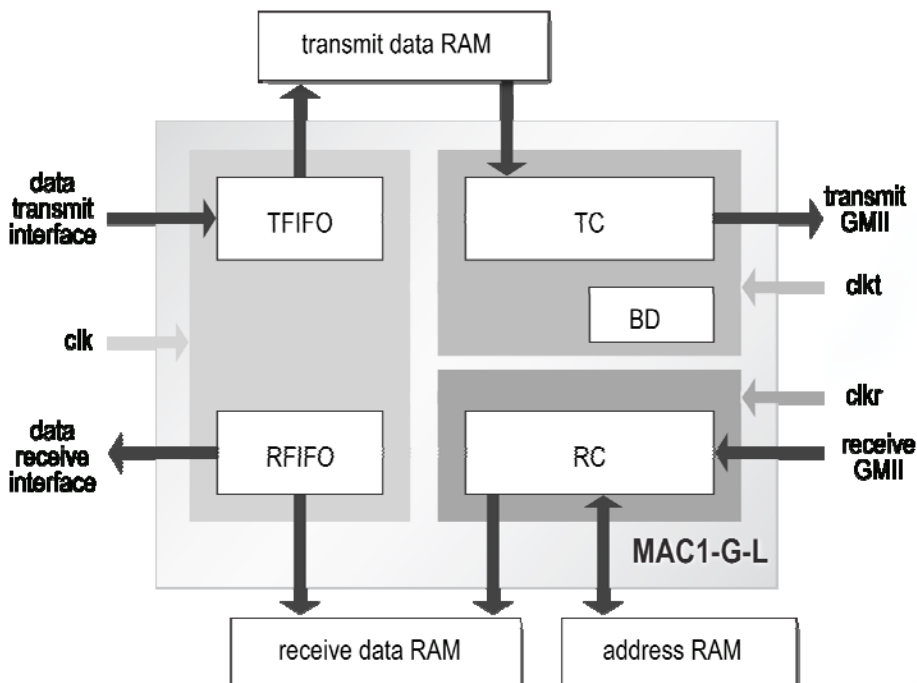 transmit data RAM
data
transmit
interface
TFIFO
TC
transmit
GMII
clkt
BD
clk
clkr
data
receive
interface
RFIFO
RC
receive
GMII
MAC1-G-L
receive data RAM
address RAM